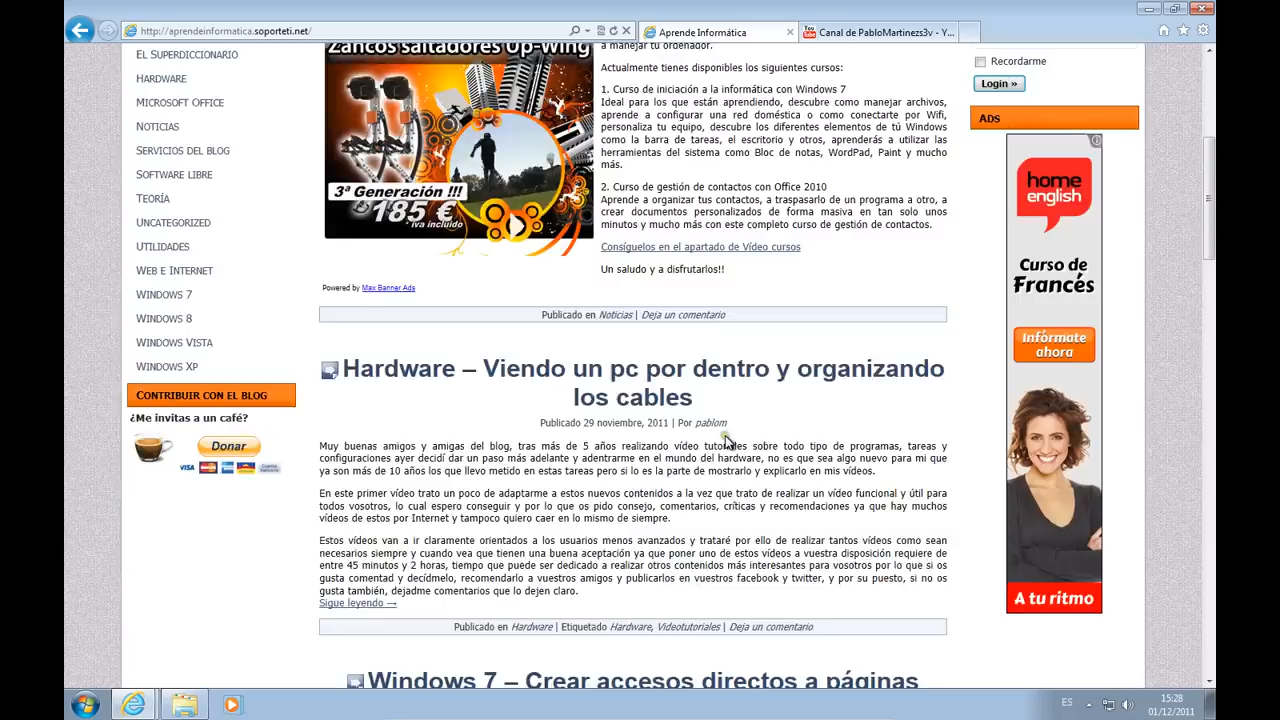 http://aprendeinformatica.soporteti.net/
Aprende Informática
Canal de PabloMartinezs3v - Y...
EL SUPERDICCIONARIO
HARDWARE
MICROSOFT OFFICE
NOTICIAS
SERVICIOS DEL BLOG
SOFTWARE LIBRE
TEORÍA
UNCATEGORIZED
UTILIDADES
WEB E INTERNET
WINDOWS 7
WINDOWS 8
WINDOWS VISTA
WINDOWS XP
CONTRIBUIR CON EL BLOG
¿Me invitas a un café?
Donar
VISA
Zancos saltadores Up-Wing
3ª Generación !!!
185 €
*iva incluido
Powered by Max Banner Ads
a manejar tu ordenador.
Actualmente tienes disponibles los siguientes cursos:
1. Curso de iniciación a la informática con Windows 7
Ideal para los que están aprendiendo, descubre como manejar archivos,
aprende a configurar una red doméstica o como conectarte por Wifi,
personaliza tu equipo, descubre los diferentes elementos de tú Windows
como la barra de tareas, el escritorio y otros, aprenderás a utilizar las
herramientas del sistema como Bloc de notas, WordPad, Paint y mucho
más.
2. Curso de gestión de contactos con Office 2010
Aprende a organizar tus contactos, a traspasarlo de un programa a otro, a
crear documentos personalizados de forma masiva en tan solo unos
minutos y mucho más con este completo curso de gestión de contactos.
Consíguelos en el apartado de Vídeo cursos
Un saludo y a disfrutarlos!!
Publicado en Noticias | Deja un comentario
Hardware – Viendo un pc por dentro y organizando
los cables
Publicado 29 noviembre, 2011 | Por pablom
Muy buenas amigos y amigas del blog, tras más de 5 años realizando vídeo tutoriales sobre todo tipo de programas, tareas y
configuraciones ayer decidí dar un paso más adelante y adentrarme en el mundo del hardware, no es que sea algo nuevo para mi que
ya son más de 10 años los que llevo metido en estas tareas pero si lo es la parte de mostrarlo y explicarlo en mis vídeos.
En este primer vídeo trato un poco de adaptarme a estos nuevos contenidos a la vez que trato de realizar un vídeo funcional y útil para
todos vosotros, lo cual espero conseguir y por lo que os pido consejo, comentarios, críticas y recomendaciones ya que hay muchos
vídeos de estos por Internet y tampoco quiero caer en lo mismo de siempre.
Estos vídeos van a ir claramente orientados a los usuarios menos avanzados y trataré por ello de realizar tantos vídeos como sean
necesarios siempre y cuando vea que tienen una buena aceptación ya que poner uno de estos vídeos a vuestra disposición requiere de
entre 45 minutos y 2 horas, tiempo que puede ser dedicado a realizar otros contenidos más interesantes para vosotros por lo que si os
gusta comentad y decídmelo, recomendarlo a vuestros amigos y publicarlos en vuestros facebook y twitter, y por su puesto, si no os
gusta también, dejadme comentarios que lo dejen claro.
Sigue leyendo →
Publicado en Hardware | Etiquetado Hardware, Videotutoriales | Deja un comentario
Windows 7 – Crear accesos directos a páginas
Recordarme
Login »
ADS
home
english
Curso de
Francés
Infórmate
ahora
A tu ritmo
ES
15:28
01/12/2011